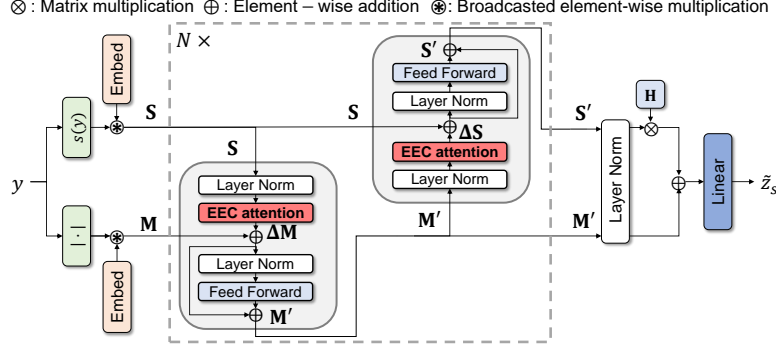 ⊗ : Matrix multiplication ⊕ : Element – wise addition ⊛: Broadcasted element-wise multiplication
N ×
Embed
s(y)
S
S
S
y
|·|
M
Embed
Layer Norm
EEC attention
ΔM
Layer Norm
Feed Forward
M′
S′
Feed Forward
Layer Norm
ΔS
EEC attention
Layer Norm
M′
S′
M′
Layer Norm
H
Linear
z̃ₛ